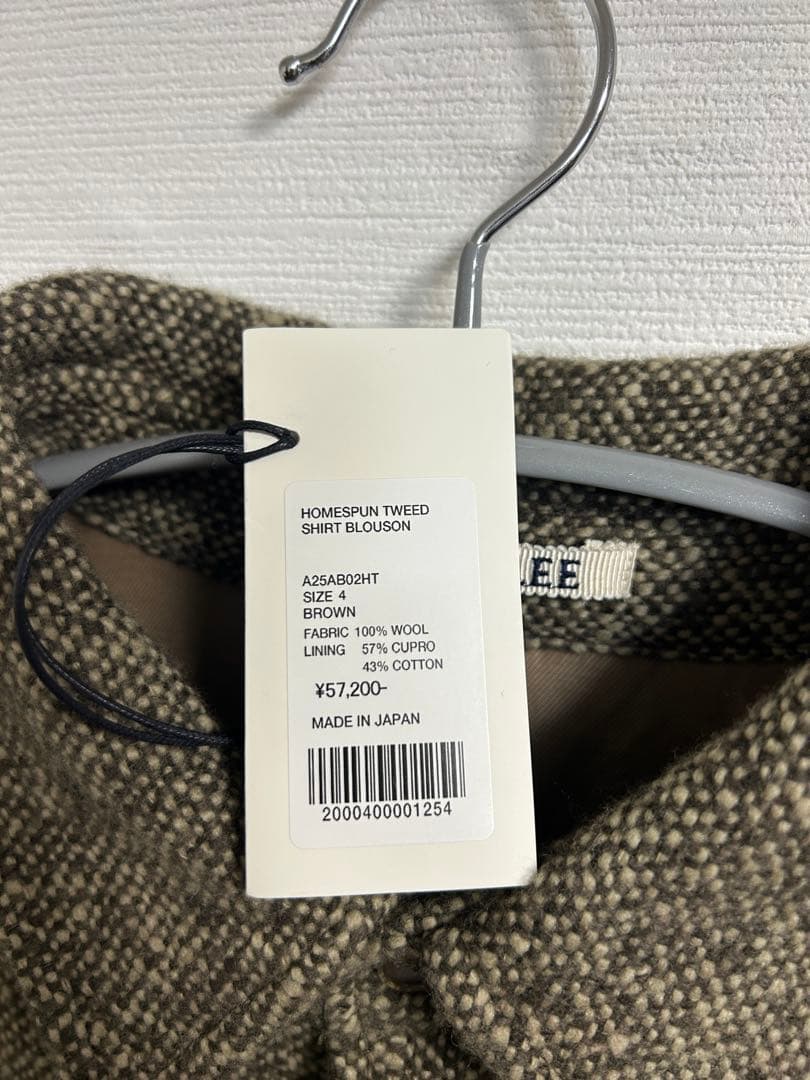 HOMESPUN TWEED
SHIRT BLOUSON
A25AB02HT
SIZE 4
BROWN
FABRIC 100% WOOL
LINING 57% CUPRO
43% COTTON
¥57,200-
MADE IN JAPAN
2000400001254